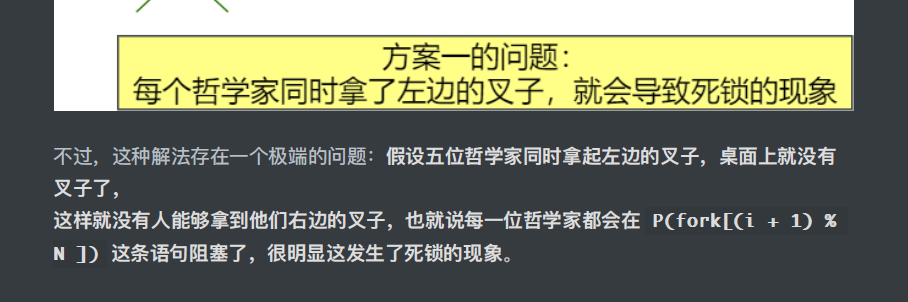 方案一的问题：
每个哲学家同时拿了左边的叉子，就会导致死锁的现象
不过，这种解法存在一个极端的问题：假设五位哲学家同时拿起左边的叉子，桌面上就没有
叉子了，
这样就没有人能够拿到他们右边的叉子，也就说每一位哲学家都会在 P(fork[(i + 1) %
N ]) 这条语句阻塞了，很明显这发生了死锁的现象。